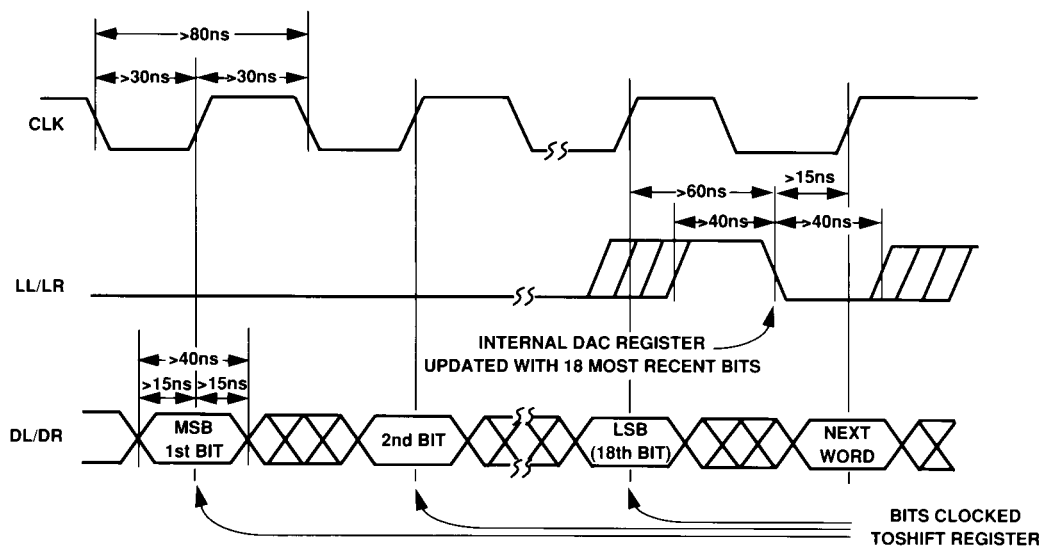 >80ns
>30ns >30ns
CLK
>15ns
>60ns
>40ns >40ns
LL/LR
INTERNAL DAC REGISTER
UPDATED WITH 18 MOST RECENT BITS
>40ns
>15ns >15ns
DL/DR
MSB
1st BIT
2nd BIT
LSB
(18th BIT)
NEXT
WORD
BITS CLOCKED
TOSHIFT REGISTER